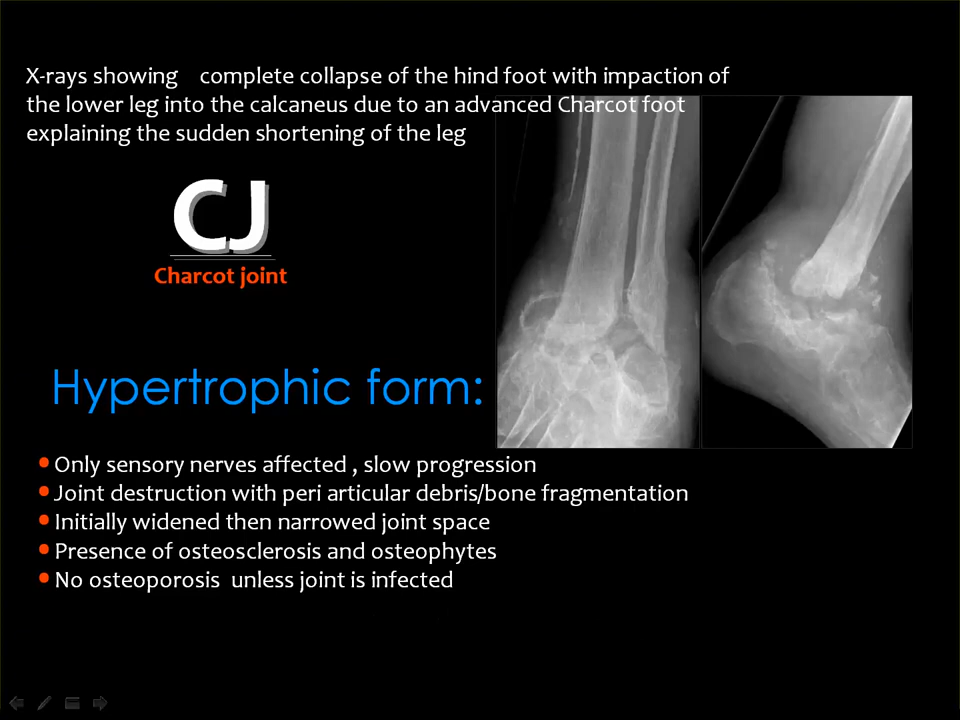 X-rays showing    complete collapse of the hind foot with impaction of
the lower leg into the calcaneus due to an advanced Charcot foot
explaining the sudden shortening of the leg
CJ
Charcot joint
Hypertrophic form:
• Only sensory nerves affected , slow progression
• Joint destruction with peri articular debris/bone fragmentation
• Initially widened then narrowed joint space
• Presence of osteosclerosis and osteophytes
• No osteoporosis  unless joint is infected